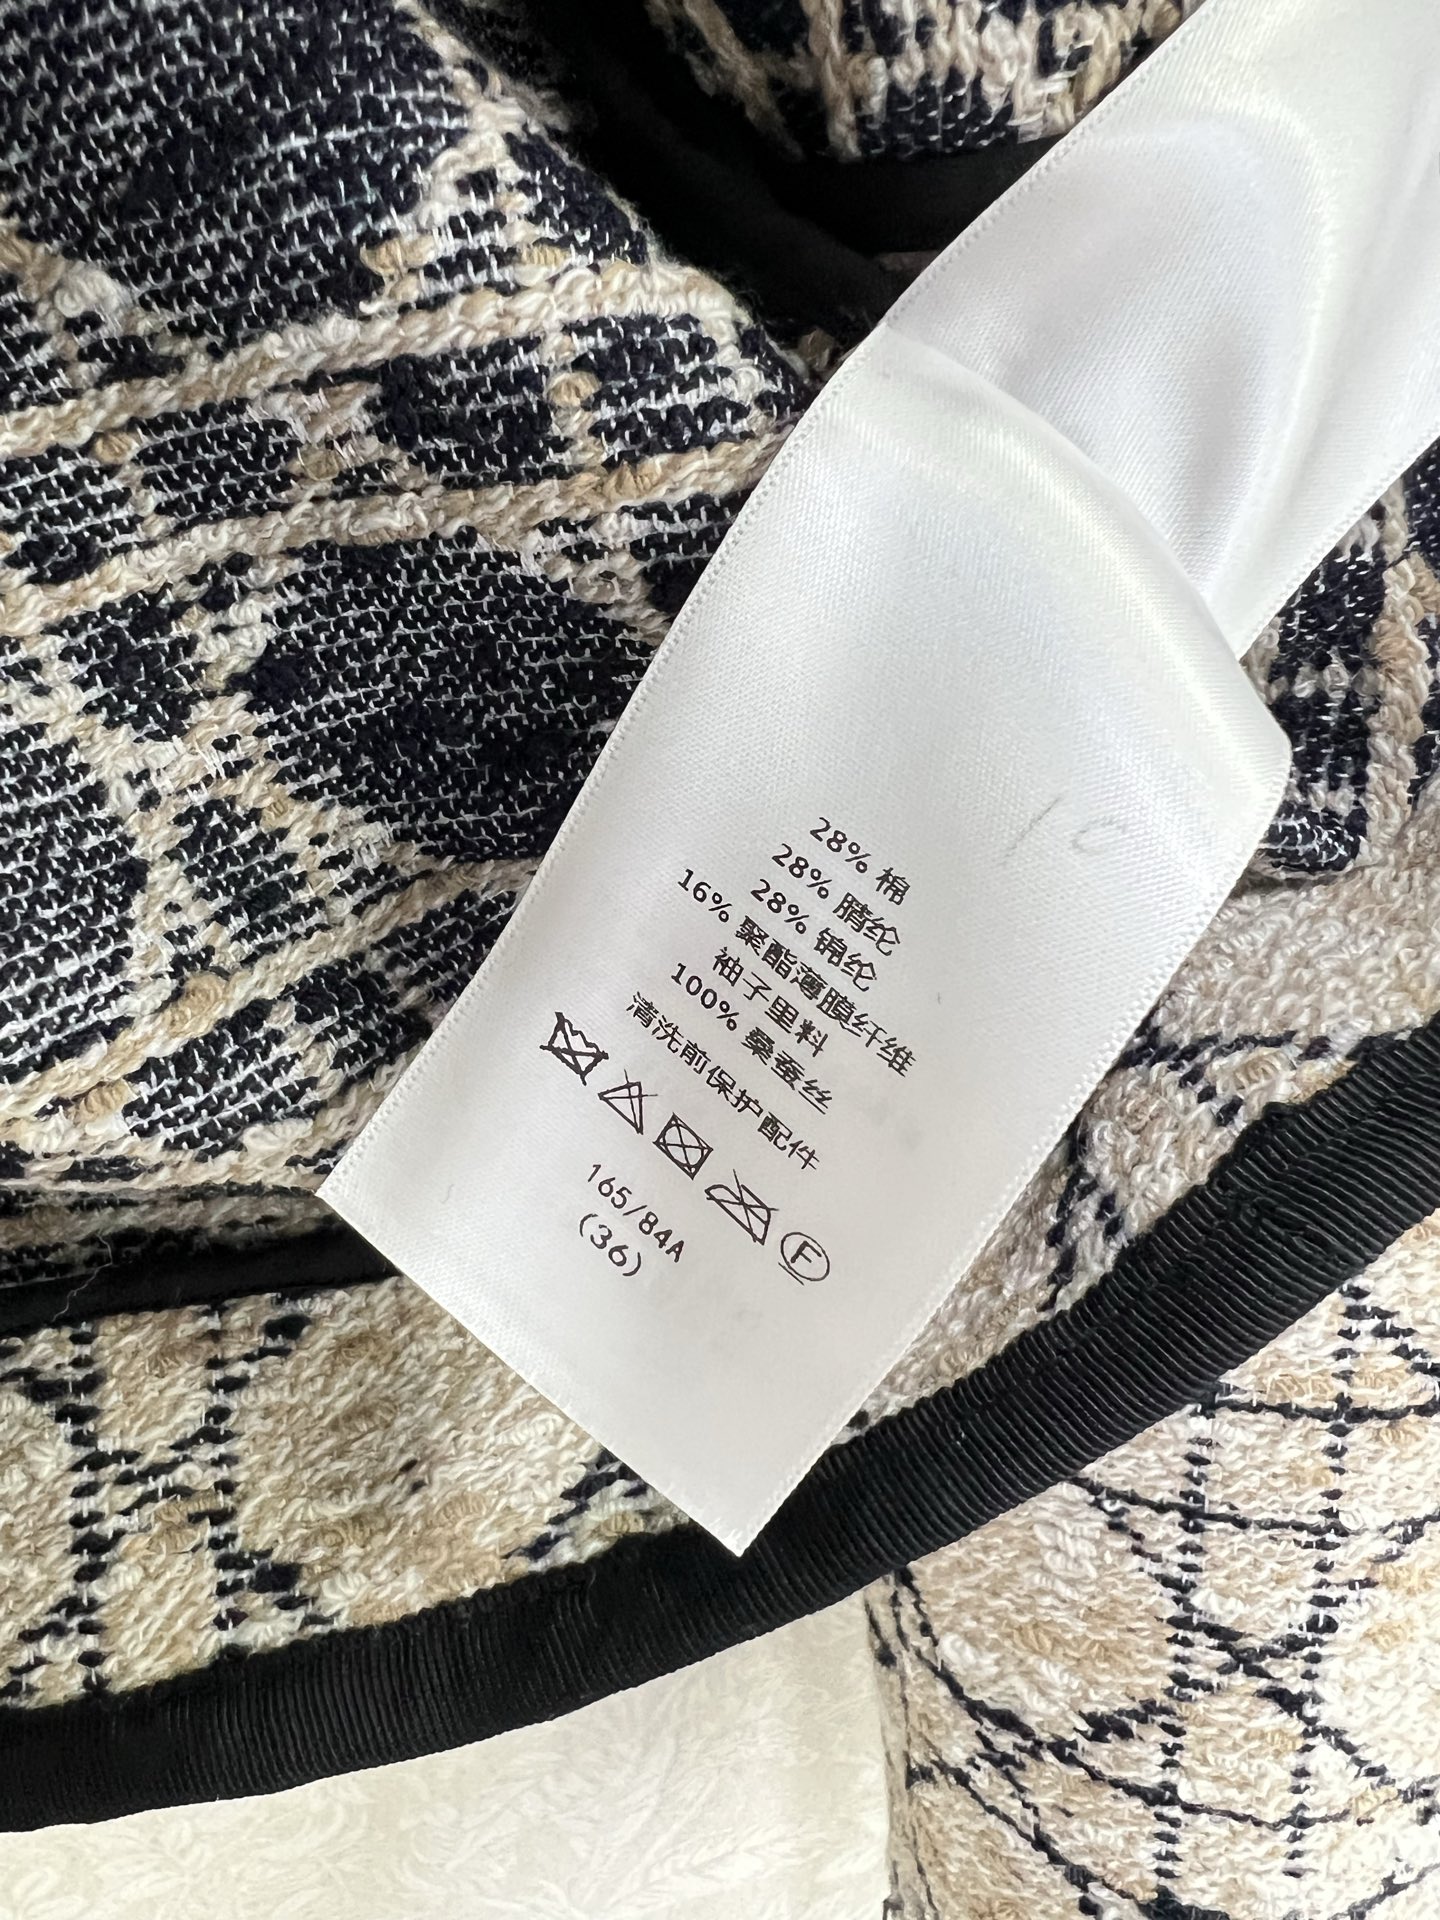 28% 棉
28% 腈纶
28% 锦纶
16% 聚酯薄膜纤维
袖子里料
100% 桑蚕丝
清洗前保护配件
F
165/84A
(36)